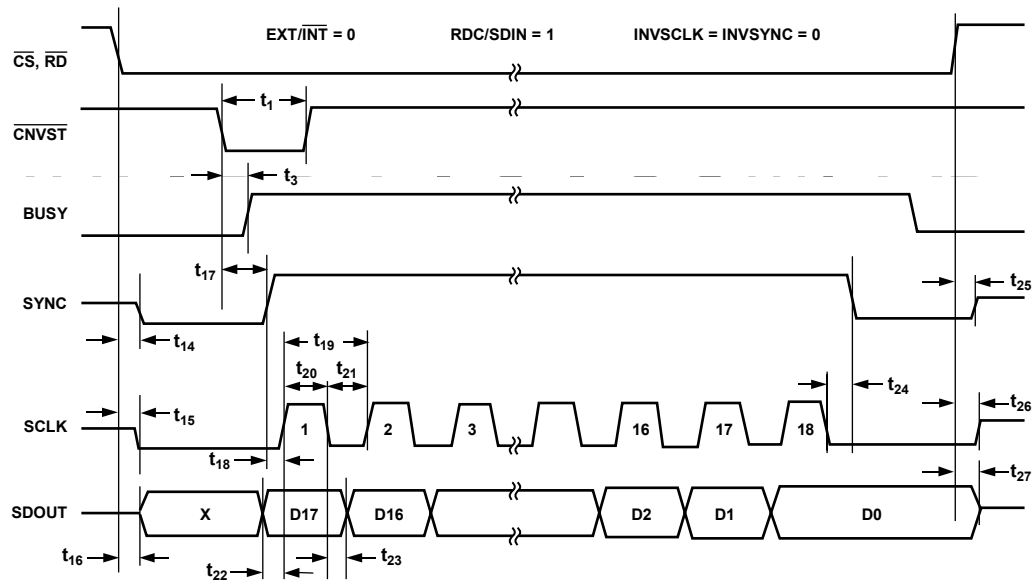 EXT/INT = 0 RDC/SDIN = 1 INVSCLK = INVSYNC = 0
CS, RD
t1
CNVST
t3
BUSY
t17
SYNC
t25
t14
t19
t20 t21
t24
t15
t26
SCLK
1 2 3 16 17 18
t18
t27
SDOUT
X D17 D16 D2 D1 D0
t16
t22
t23